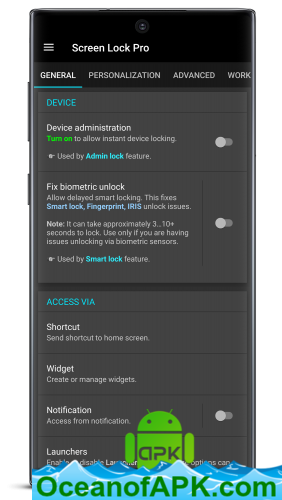 Screen Lock Pro
GENERAL PERSONALIZATION ADVANCED WORK
DEVICE
Device administration
Turn on to allow instant device locking.
Used by Admin lock feature.
Fix biometric unlock
Allow delayed smart locking. This fixes
Smart lock, Fingerprint, IRIS unlock issues.
Note: It can take approximately 3...10+
seconds to lock. Use only if you are having
issues unlocking via biometric sensors.
Used by Smart lock feature.
ACCESS VIA
Shortcut
Send shortcut to home screen.
Widget
Create or manage widgets.
Notification
Access from notification.
Launchers
options can
apk
OceanofAPK.com